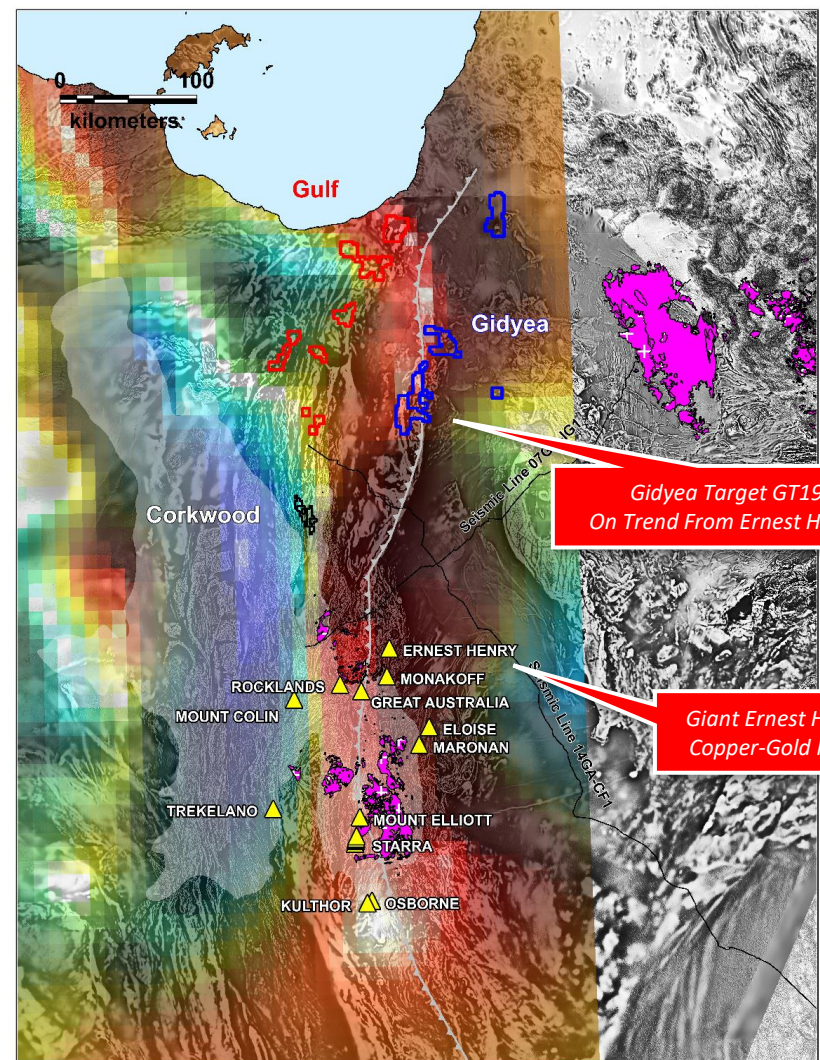 0 100
kilometers
Gulf
Gidyea
Corkwood
Seismic Line
Gidyea Target GT19
On Trend From Ernest
ERNEST HENRY
MONAKOFF
ROCKLANDS
GREAT AUSTRALIA
MOUNT COLIN
Giant Ernest
Copper-Gold
ELOISE
MARONAN
Seismic Line 14GA-CF1
TREKELANO
MOUNT ELLIOTT
STARRA
KULTHOR
OSBORNE